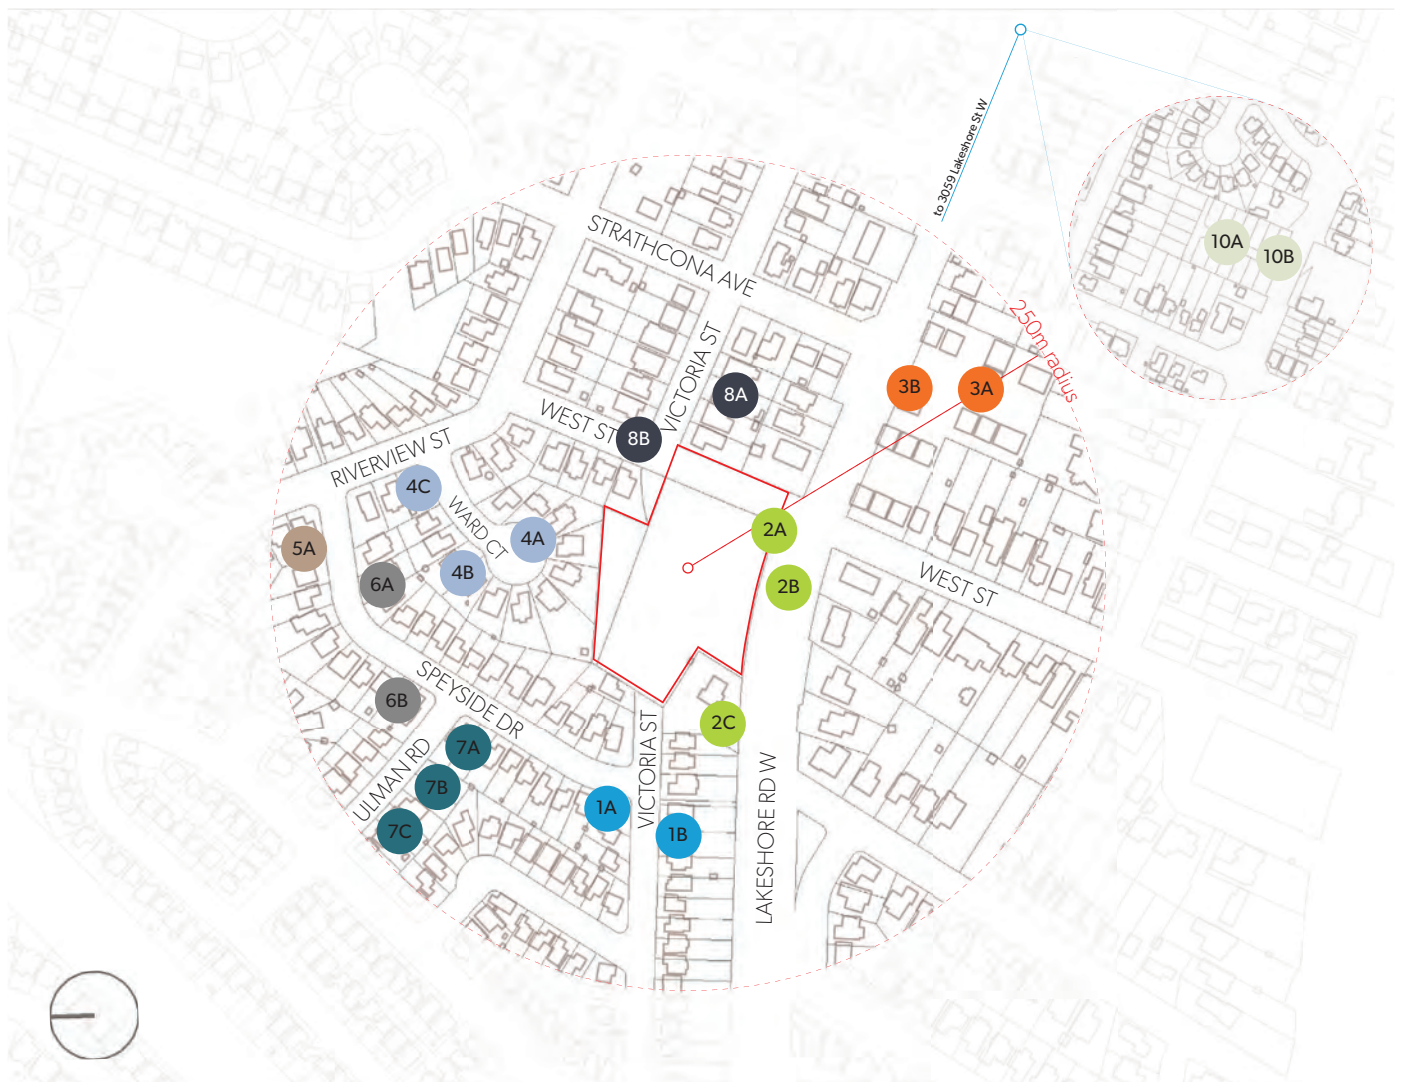 to 3059 Lakeshore St W
10A
10B
STRATHCONA AVE
250m radius
VICTORIA ST
3B
3A
8A
WEST ST
8B
RIVERVIEW ST
4C
WARD CT
4A
2A
5A
4B
6A
2B
WEST ST
SPEYSIDE DR
6B
2C
VICTORIA ST
7A
ULMAN RD
7B
LAKESHORE RD W
1A
7C
1B